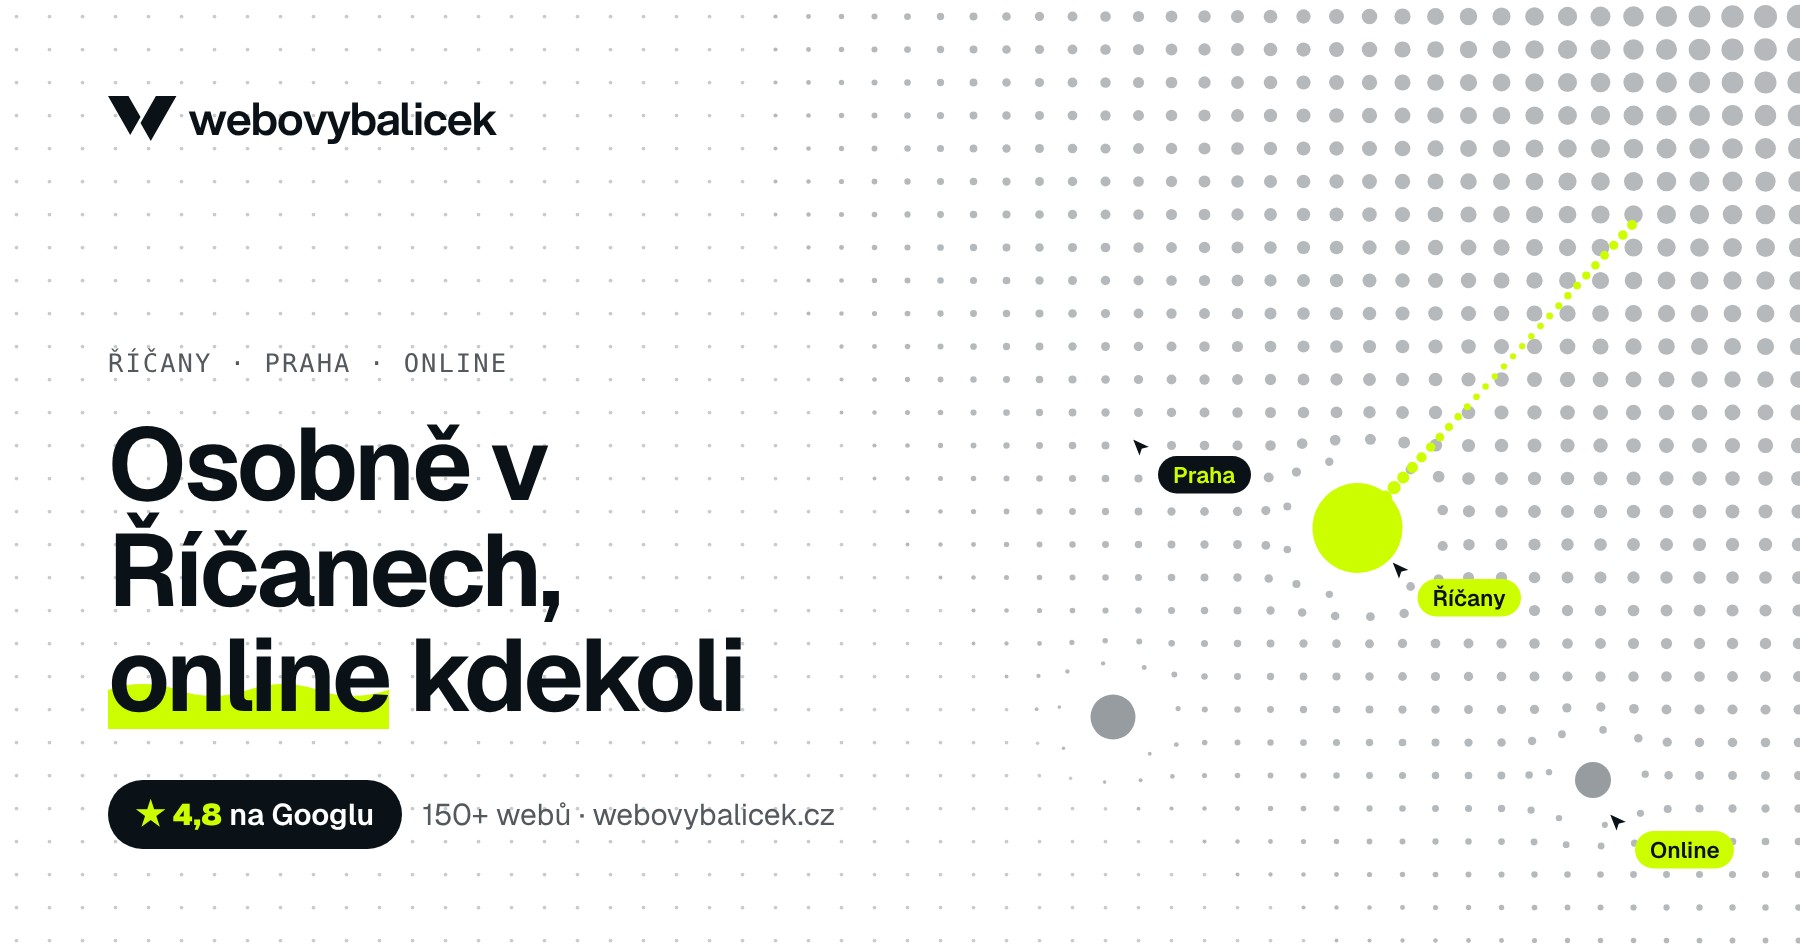 webovybalicek
ŘÍČANY · PRAHA · ONLINE
Osobně v
Říčanech,
online kdekoli
★ 4,8 na Googlu
150+ webů · webovybalicek.cz
Praha
Říčany
Online